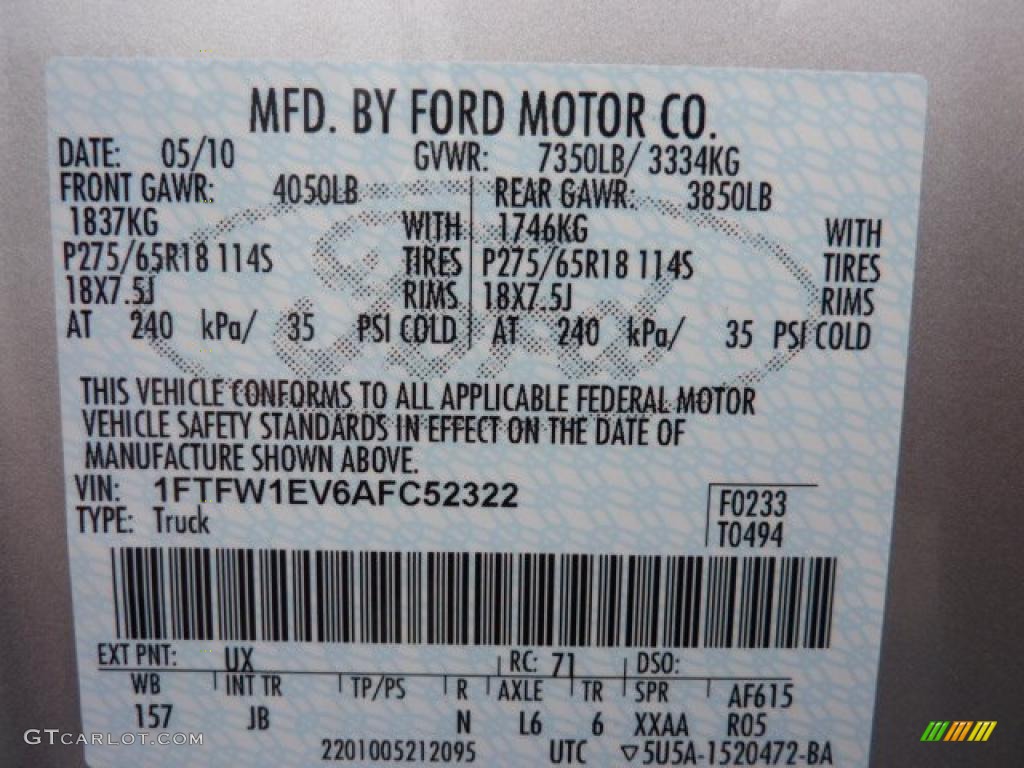 MFD. BY FORD MOTOR CO.
DATE: 05/10 GVWR: 7350LB/ 3334KG
FRONT GAWR: 4050LB REAR GAWR: 3850LB
1837KG WITH 1746KG WITH
P275/65R18 114S TIRES P275/65R18 114S TIRES
18X7.5J RIMS 18X7.5J RIMS
AT 240 kPa/ 35 PSI COLD AT 240 kPa/ 35 PSI COLD
Ford
THIS VEHICLE CONFORMS TO ALL APPLICABLE FEDERAL MOTOR
VEHICLE SAFETY STANDARDS IN EFFECT ON THE DATE OF
MANUFACTURE SHOWN ABOVE.
VIN: 1FTFW1EV6AFC52322 F0233
TYPE: Truck T0494
EXT PNT: UX RC: 71 DSO:
WB INT TR TP/PS R AXLE TR SPR AF615
157 JB N L6 6 XXAA R05
2201005212095 UTC ▽5U5A-1520472-BA
GTCarLot.com